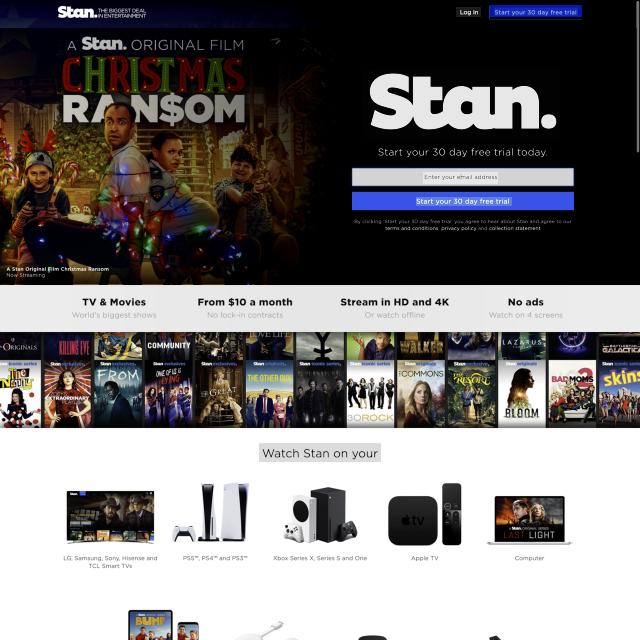 Stan. THE BIGGEST DEAL
IN ENTERTAINMENT
Log in
Start your 30 day free trial
A Stan. ORIGINAL FILM
CHRISTMAS
RAN$OM
Stan.
Start your 30 day free trial today.
Enter your email address
Start your 30 day free trial
By clicking 'Start your 30 day free trial' you agree to hear about Stan and agree to our
terms and conditions, privacy policy and collection statement
A Stan Original Film Christmas Ransom
Now Streaming
TV & Movies
World's biggest shows
From $10 a month
No lock-in contracts
Stream in HD and 4K
Or watch offline
No ads
Watch on 4 screens
ORIGINALS
KILLING EVE
COMMUNITY
WALKER
LAZARUS
GALACTICA
EXTRAORDINARY
FROM
ONE OF US IS LYING
THE GREAT
THE OTHER GUY
30 ROCK
THE COMMONS
THE RESORT
BLOOM
BAD MOMS 2
skins
Watch Stan on your
LG, Samsung, Sony, Hisense and
TCL Smart TVs
PS5™, PS4™ and PS3™
Xbox Series X, Series S and One
tv
Apple TV
LAST LIGHT
Computer
BUMP